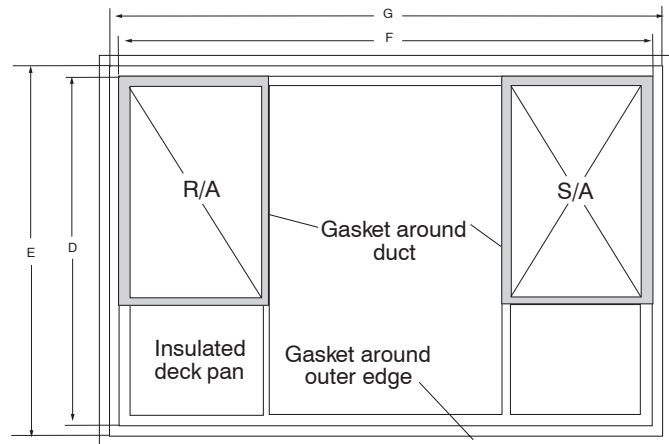 G
F
R/A
S/A
Gasket around
duct
E
D
Insulated
deck pan
Gasket around
outer edge